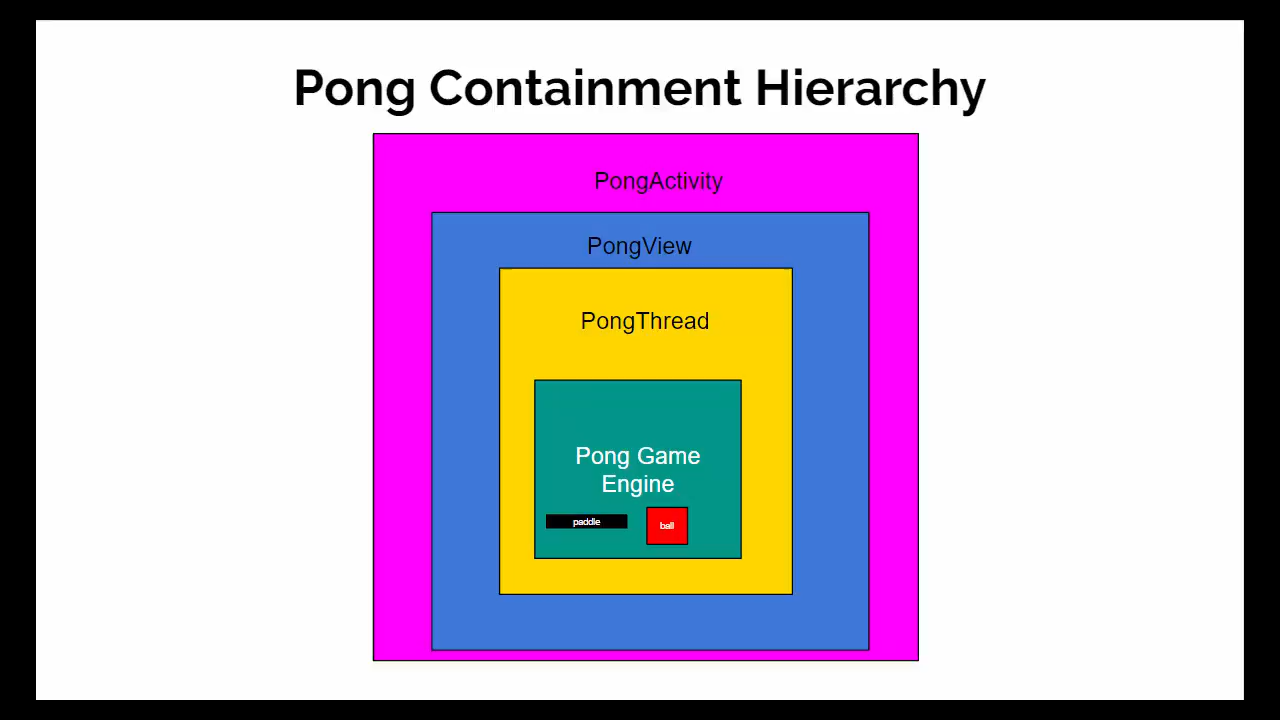 Pong Containment Hierarchy
PongActivity
PongView
PongThread
Pong Game
Engine
paddle
ball